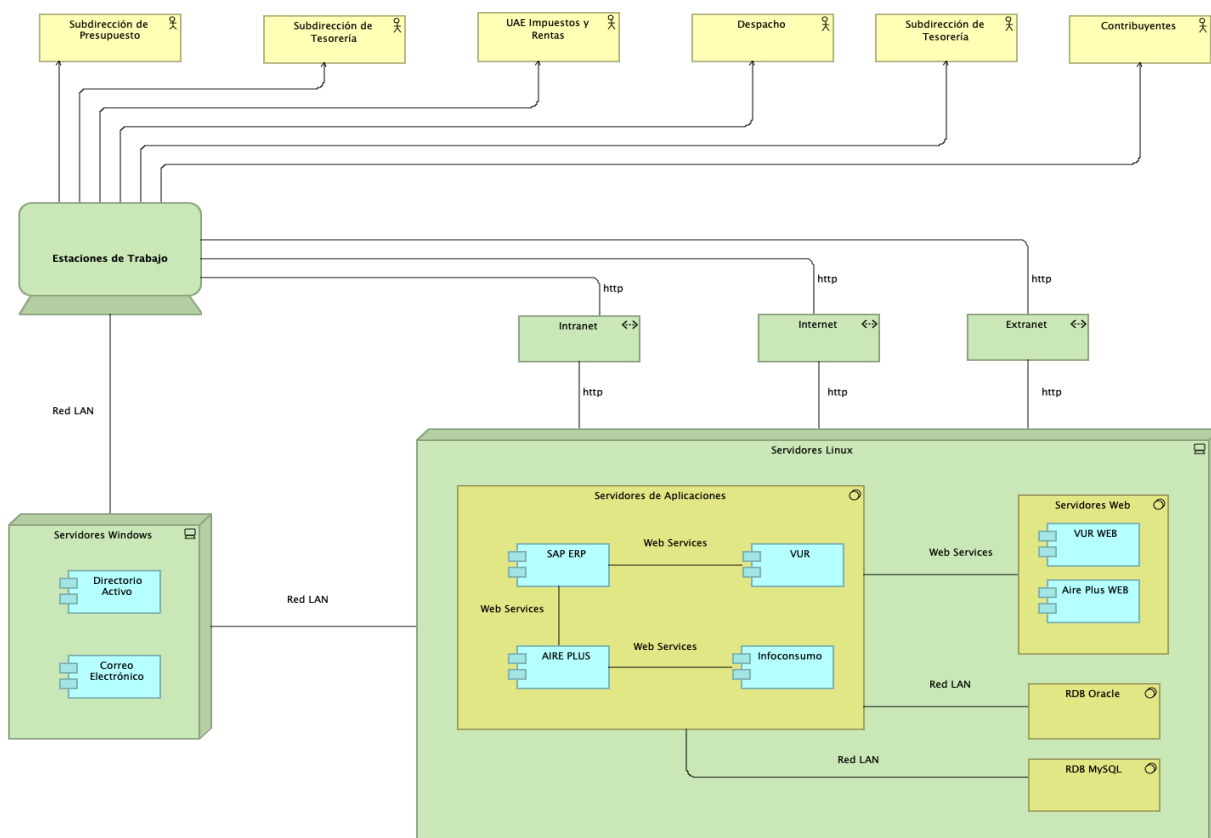 Subdirección de
Presupuesto
Subdirección de
Tesorería
UAE Impuestos y
Rentas
Despacho
Subdirección de
Tesorería
Contribuyentes
Estaciones de Trabajo
http
http
http
Intranet
Internet
Extranet
http
http
http
Red LAN
Servidores Linux
Servidores de Aplicaciones
Servidores Web
SAP ERP
Web Services
VUR
VUR WEB
Web Services
Aire Plus WEB
Web Services
AIRE PLUS
Web Services
Infoconsumo
Servidores Windows
Directorio
Activo
Correo
Electrónico
Red LAN
Red LAN
RDB Oracle
Red LAN
RDB MySQL